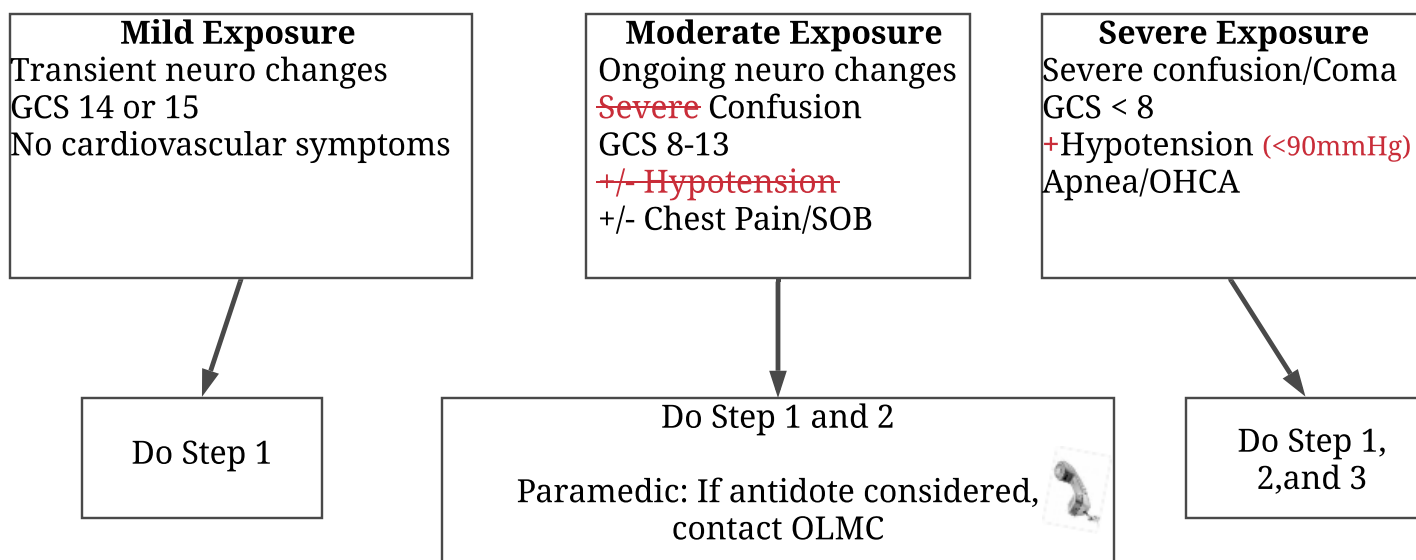 Mild Exposure
Transient neuro changes
GCS 14 or 15
No cardiovascular symptoms
Moderate Exposure
Ongoing neuro changes
Severe Confusion
GCS 8-13
+/- Hypotension
+/- Chest Pain/SOB
Severe Exposure
Severe confusion/Coma
GCS < 8
+Hypotension (<90mmHg)
Apnea/OHCA
Do Step 1
Do Step 1 and 2
Paramedic: If antidote considered,
contact OLMC
Do Step 1,
2,and 3